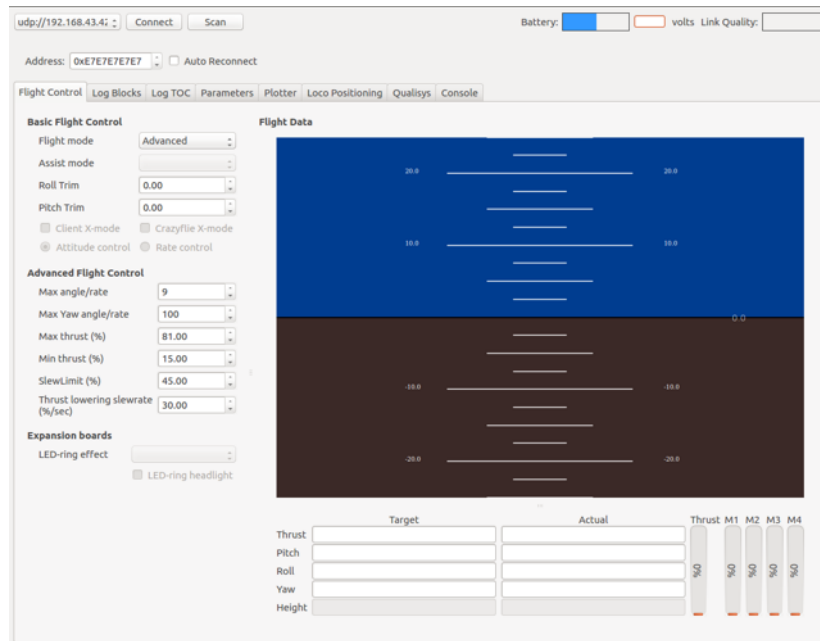 udp://192.168.43.42 Connect Scan Battery: volts Link Quality:
Address: 0xE7E7E7E7E7 Auto Reconnect
Flight Control Log Blocks Log TOC Parameters Plotter Loco Positioning Qualisys Console
Basic Flight Control
Flight mode Advanced
Assist mode
Roll Trim 0.00
Pitch Trim 0.00
Client X-mode Crazyflie X-mode
Attitude control Rate control
Advanced Flight Control
Max angle/rate 9
Max Yaw angle/rate 100
Max thrust (%) 81.00
Min thrust (%) 15.00
SlewLimit (%) 45.00
Thrust lowering slewrate
(%/sec) 30.00
Expansion boards
LED-ring effect
LED-ring headlight
Flight Data
20.0 20.0
10.0 10.0
0.0
-10.0 -10.0
-20.0 -20.0
Target Actual Thrust M1 M2 M3 M4
Thrust
Pitch
Roll
Yaw
Height
0% 0% 0% 0% 0%